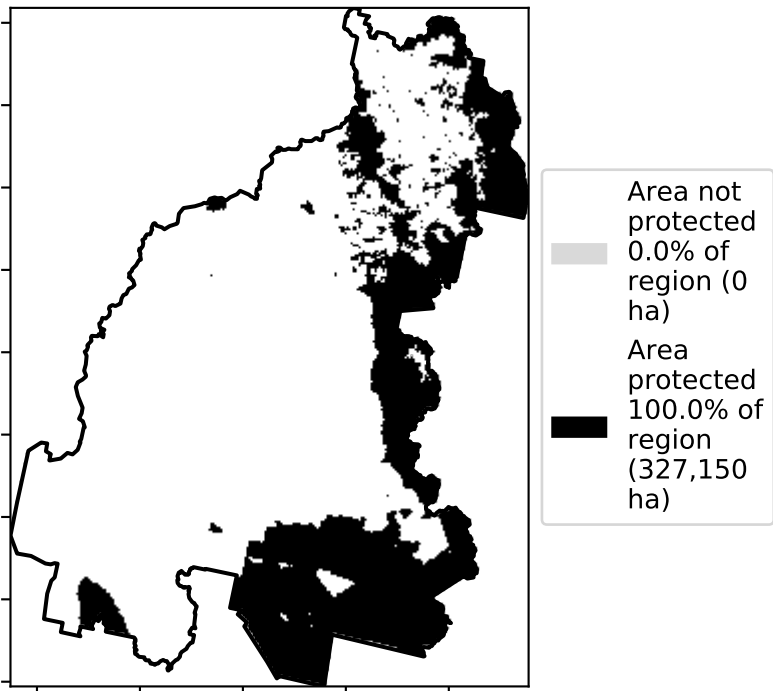 Area not
protected
0.0% of
region (0
ha)
Area
protected
100.0% of
region
(327,150
ha)